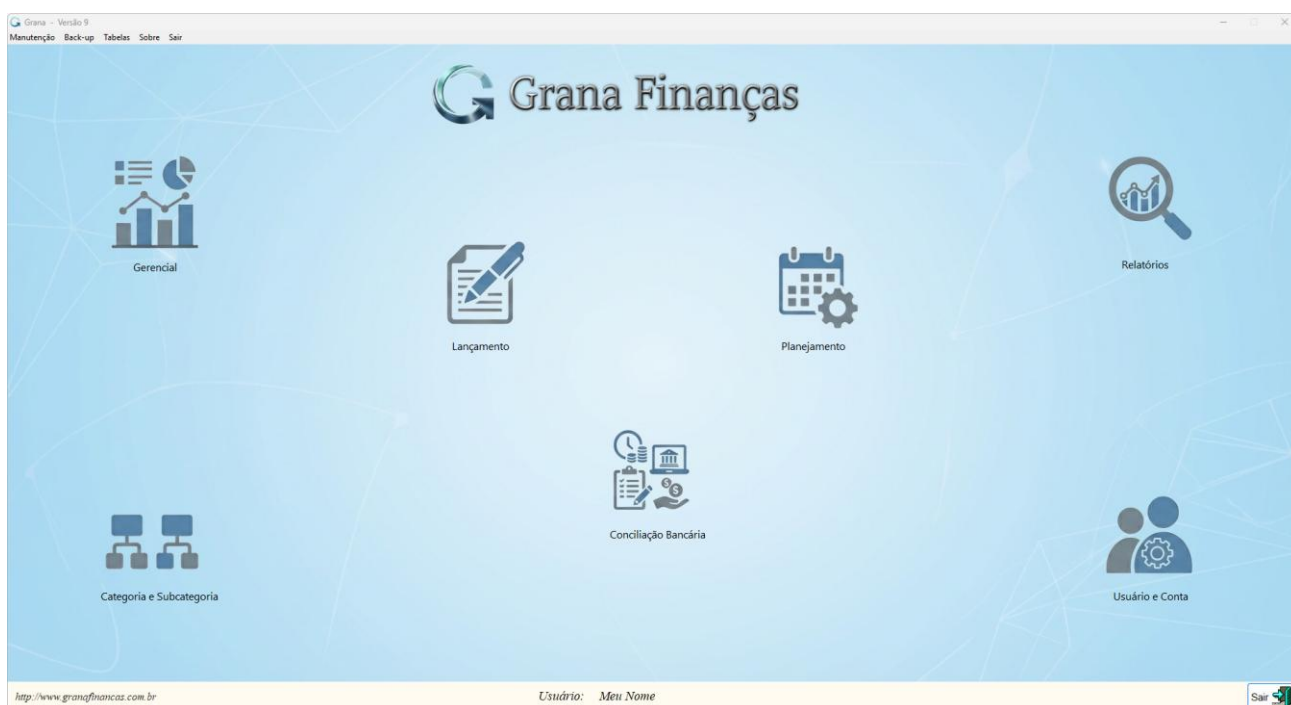 Grana - Versão 9
Manutenção Back-up Tabelas Sobre Sair
Grana Finanças
Gerencial
Relatórios
Lançamento
Planejamento
Conciliação Bancária
Categoria e Subcategoria
Usuário e Conta
http://www.granafinancas.com.br
Usuário: Meu Nome
Sair